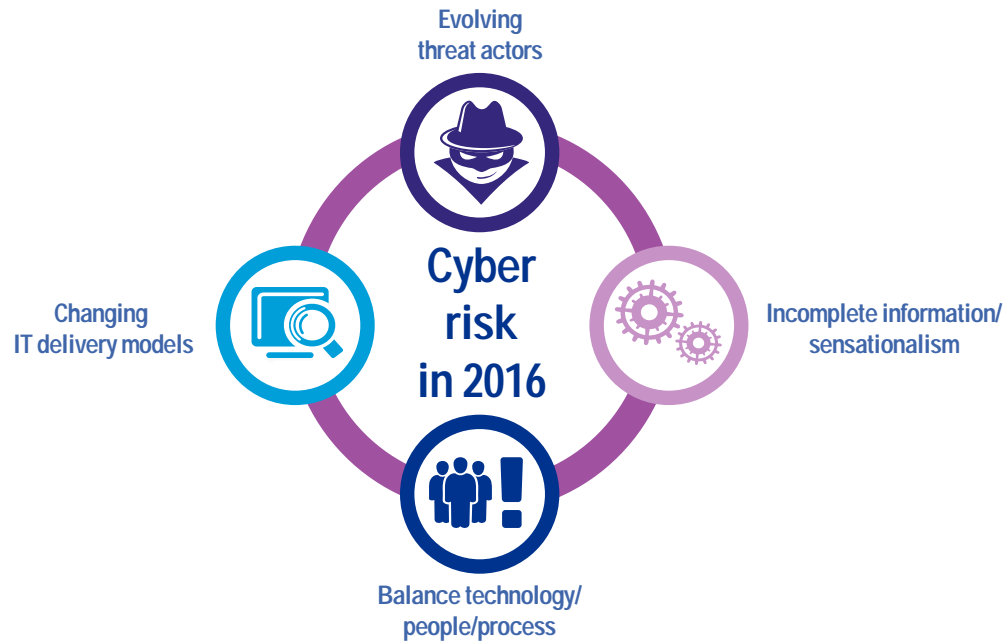 Evolving
threat actors
Cyber
risk
in 2016
Changing
IT delivery models
Incomplete information/
sensationalism
Balance technology/
people/process